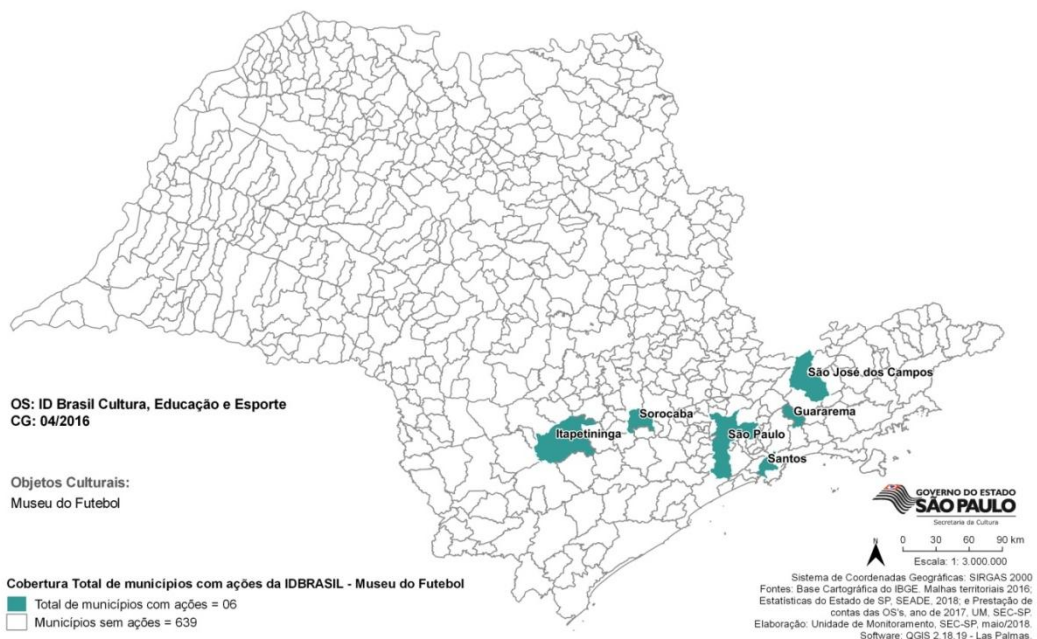 São José dos Campos
Guararema
Sorocaba
Itapetininga
São Paulo
Santos
OS: ID Brasil Cultura, Educação e Esporte
CG: 04/2016
Objetos Culturais:
Museu do Futebol
GOVERNO DO ESTADO
SÃO PAULO
Secretaria da Cultura
N
0 30 60 90 km
Escala: 1: 3.000.000
Cobertura Total de municípios com ações da IDBRASIL - Museu do Futebol
Total de municípios com ações = 06
Municípios sem ações = 639
Sistema de Coordenadas Geográficas: SIRGAS 2000
Fontes: Base Cartográfica do IBGE. Malhas territoriais 2016;
Estatísticas do Estado de SP, SEADE, 2018; e Prestação de
contas das OS's, ano de 2017, UM, SEC-SP.
Elaboração: Unidade de Monitoramento, SEC-SP, maio/2018.
Software: QGIS 2.18.19 - Las Palmas.